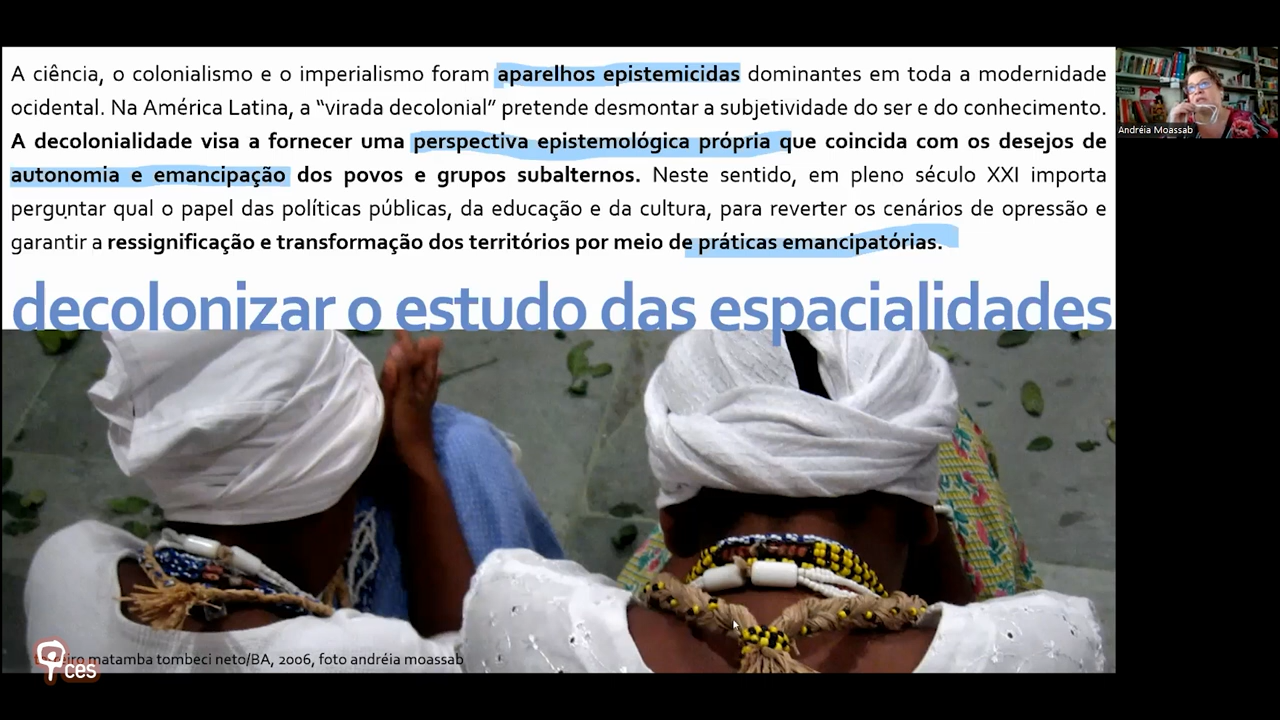 A ciência, o colonialismo e o imperialismo foram aparelhos epistemicidas dominantes em toda a modernidade
ocidental. Na América Latina, a “virada decolonial” pretende desmontar a subjetividade do ser e do conhecimento.
A decolonialidade visa a fornecer uma perspectiva epistemológica própria que coincida com os desejos de
autonomia e emancipação dos povos e grupos subalternos. Neste sentido, em pleno século XXI importa
perguntar qual o papel das políticas públicas, da educação e da cultura, para reverter os cenários de opressão e
garantir a ressignificação e transformação dos territórios por meio de práticas emancipatórias.
Andréia Moassab
decolonizar o estudo das espacialidades
matamba tombeci neto/BA, 2006, foto andréia moassab
ces